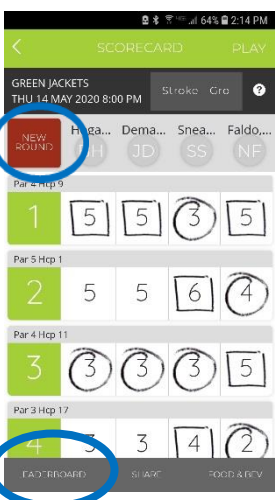 64% 2:14 PM
SCORECARD PLAY
GREEN JACKETS
THU 14 MAY 2020 8:00 PM
Stroke Gro ?
NEW ROUND
Hoga... Dema... Snea... Faldo,...
BH JD SS NF
Par 4 Hcp 9
1 5 5 3 5
Par 5 Hcp 1
2 5 5 6 4
Par 4 Hcp 11
3 3 3 3 5
Par 3 Hcp 17
4 3 3 4 2
LEADERBOARD SHARE FOOD & BEV